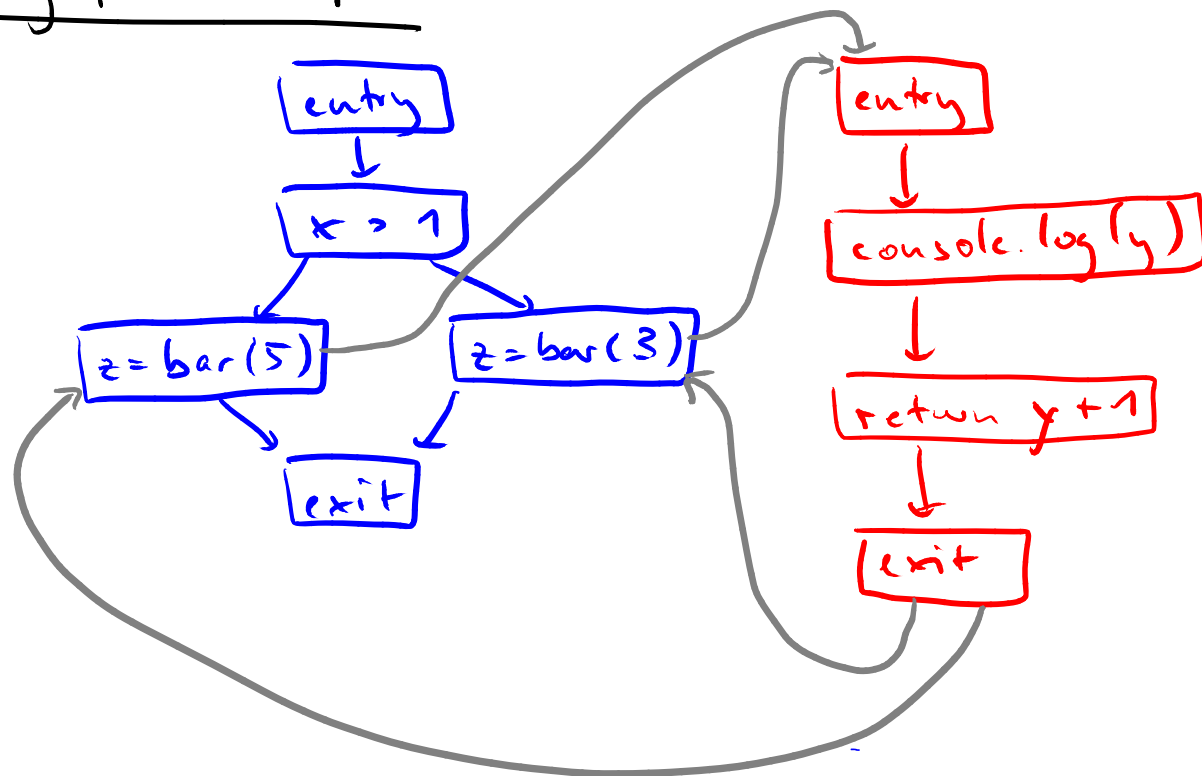 entry
x > 1
z = bar(5)
z = bar(3)
exit
entry
console.log(y)
return y + 1
exit